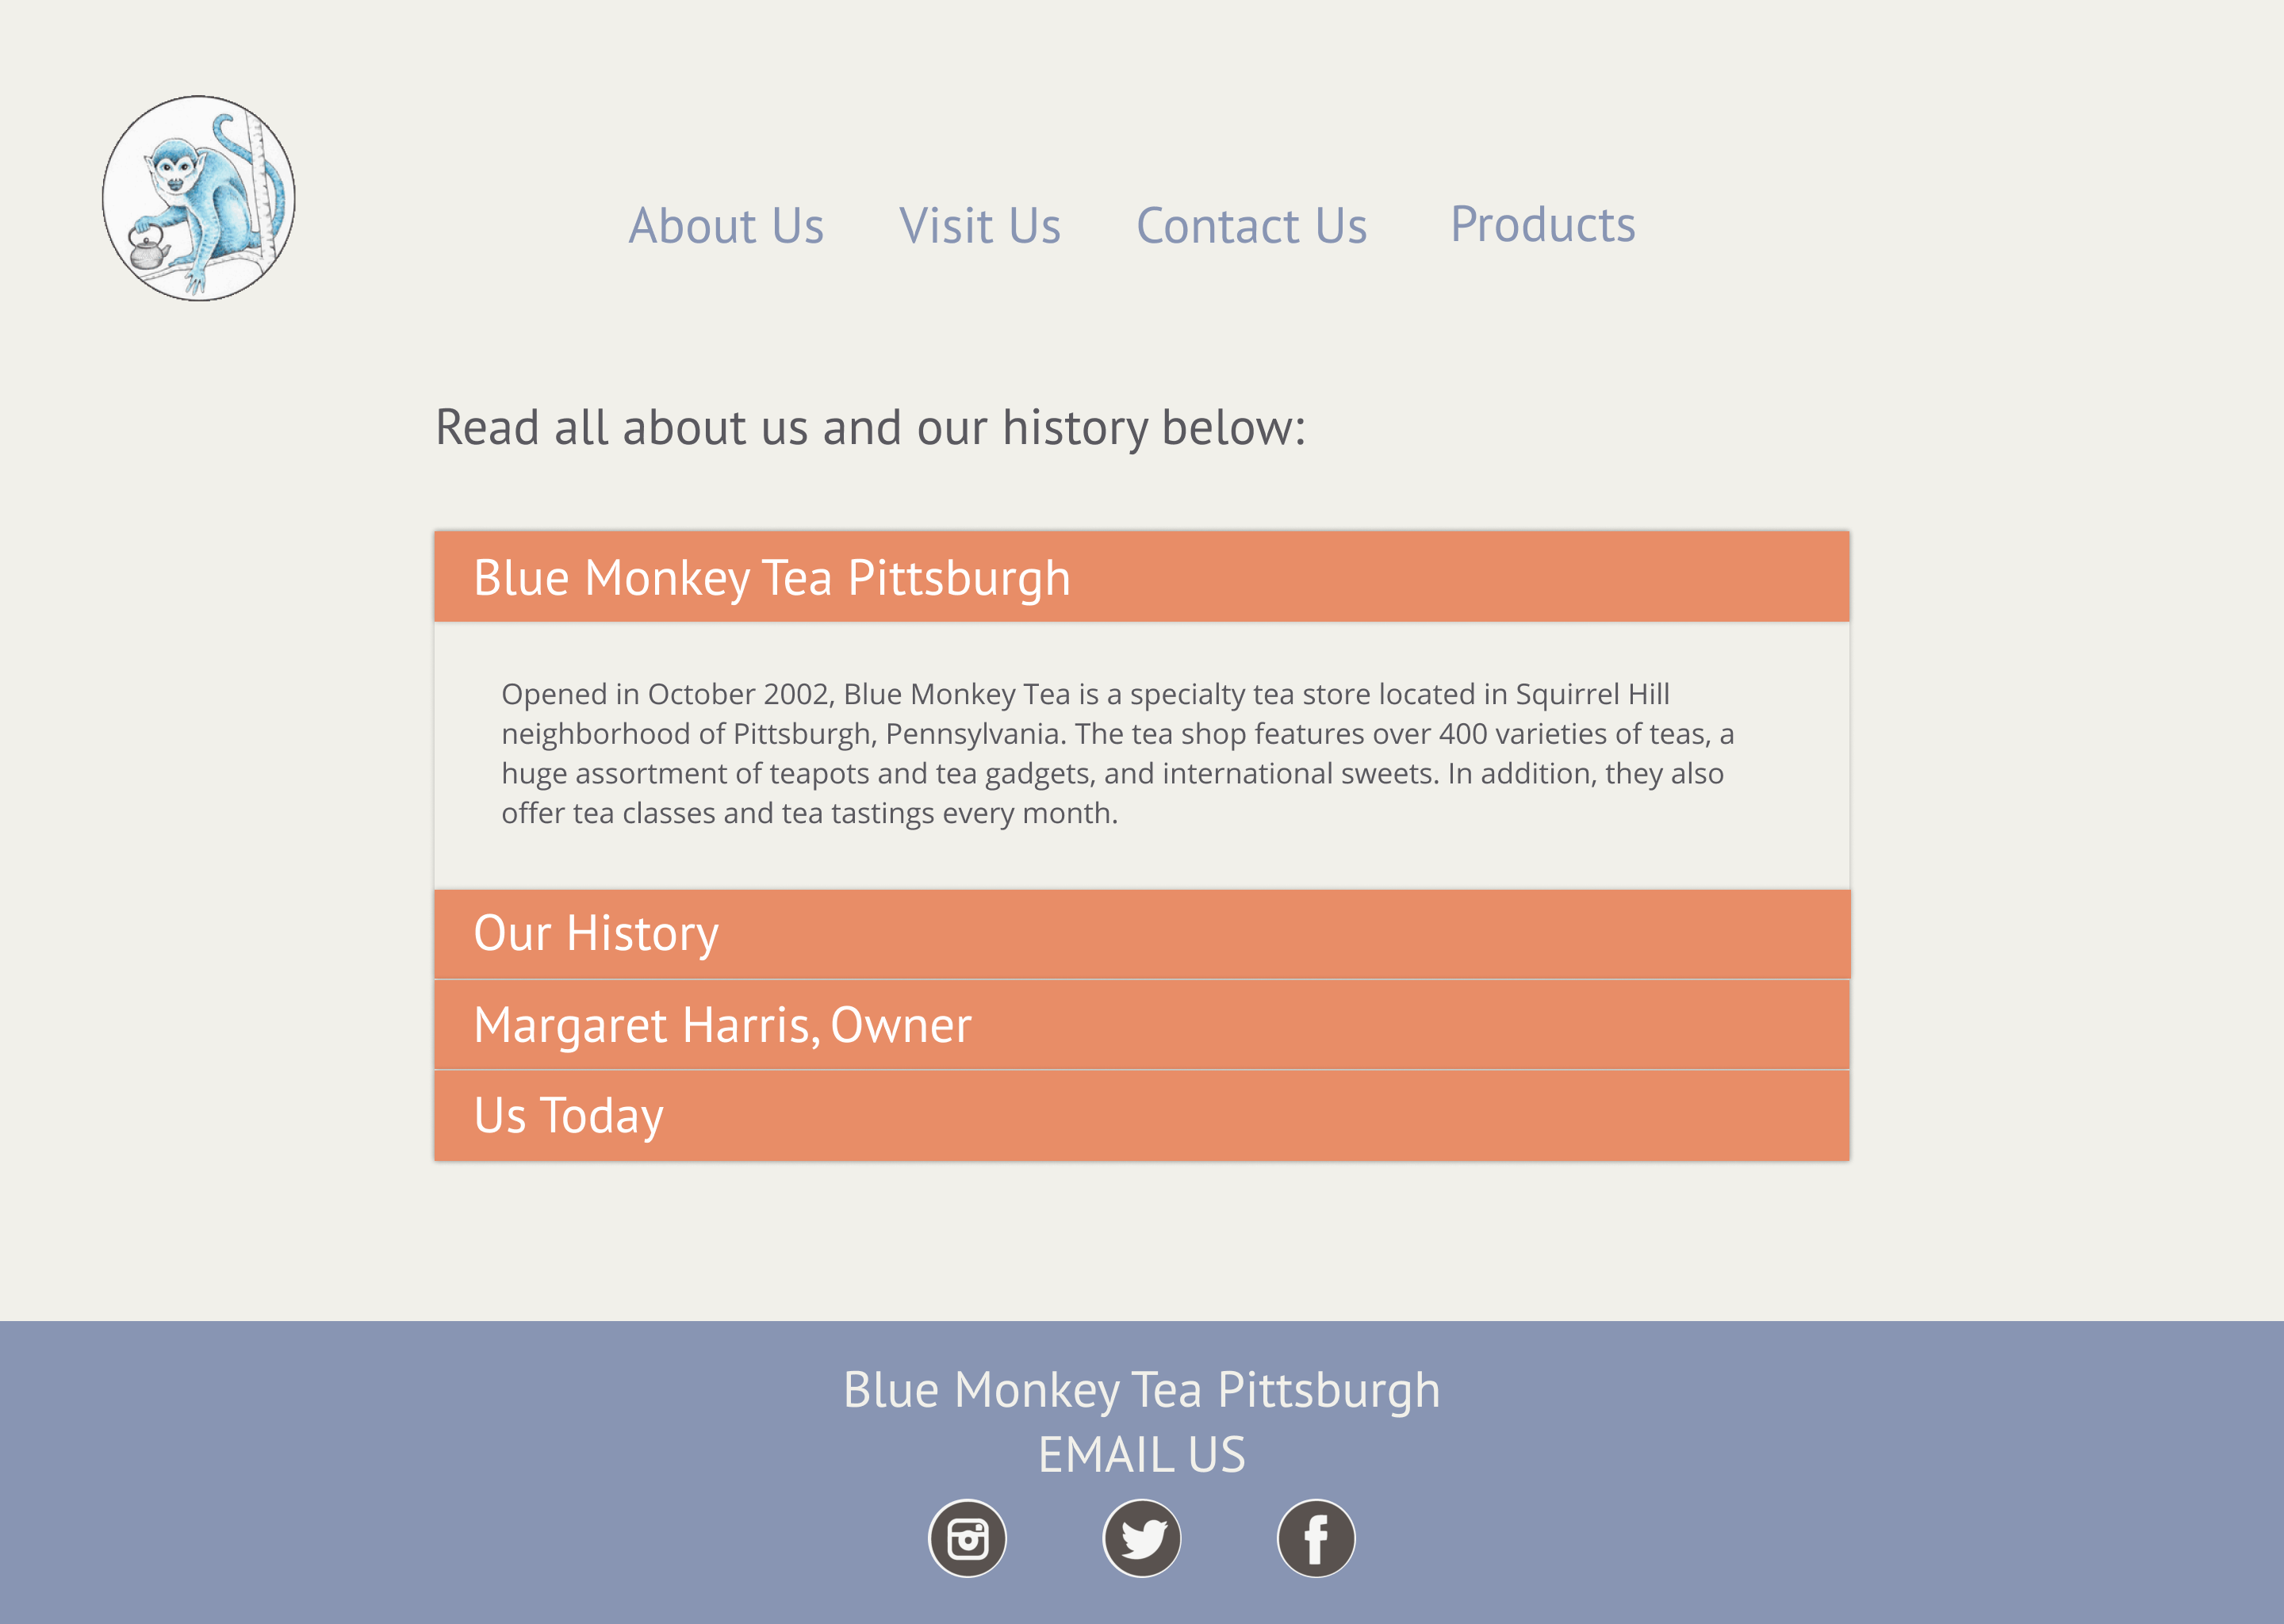 About Us
Visit Us
Contact Us
Products
Read all about us and our history below:
Blue Monkey Tea Pittsburgh
Opened in October 2002, Blue Monkey Tea is a specialty tea store located in Squirrel Hill
neighborhood of Pittsburgh, Pennsylvania. The tea shop features over 400 varieties of teas, a
huge assortment of teapots and tea gadgets, and international sweets. In addition, they also
offer tea classes and tea tastings every month.
Our History
Margaret Harris, Owner
Us Today
Blue Monkey Tea Pittsburgh
EMAIL US